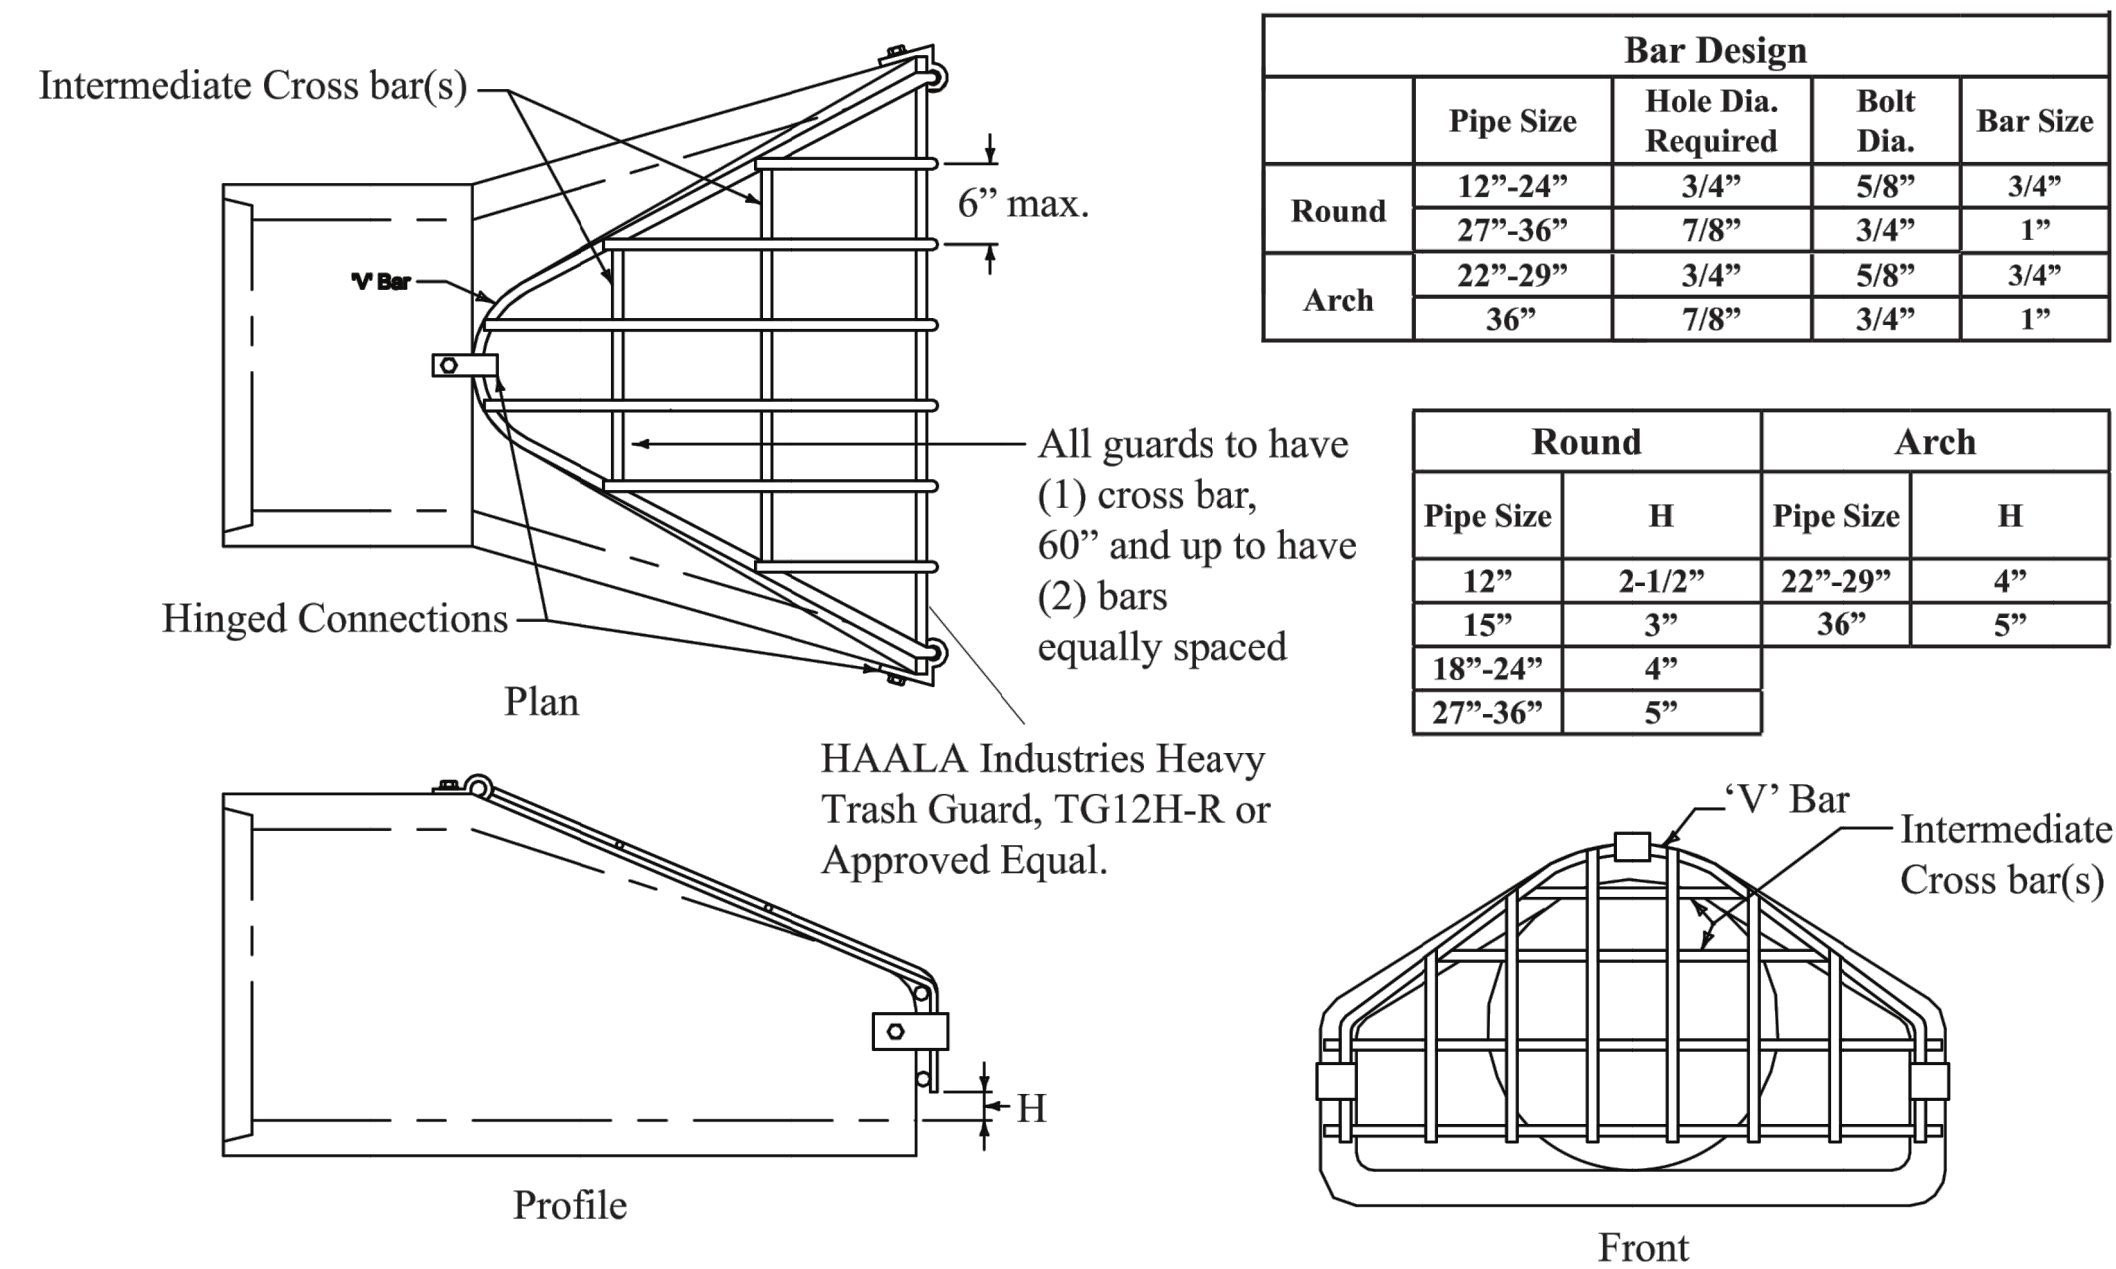 Intermediate Cross bar(s)
6” max.
'V' Bar
All guards to have
(1) cross bar,
60” and up to have
(2) bars
equally spaced
Hinged Connections
Plan
HAALA Industries Heavy
Trash Guard, TG12H-R or
Approved Equal.
H
Profile
Bar Design
Pipe Size Hole Dia. Required Bolt Dia. Bar Size
Round 12”-24” 3/4” 5/8” 3/4”
27”-36” 7/8” 3/4” 1”
Arch 22”-29” 3/4” 5/8” 3/4”
36” 7/8” 3/4” 1”
Round Arch
Pipe Size H Pipe Size H
12” 2-1/2” 22”-29” 4”
15” 3” 36” 5”
18”-24” 4”
27”-36” 5”
‘V’ Bar
Intermediate
Cross bar(s)
Front